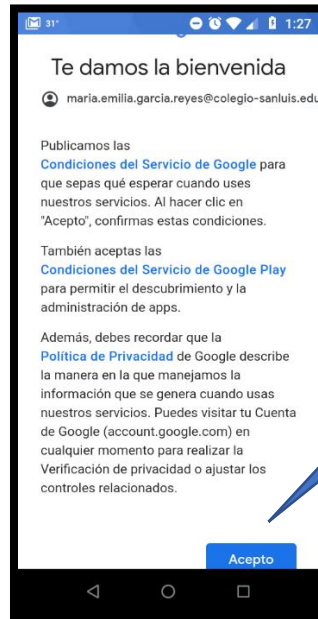 31° 1:27
Te damos la bienvenida
maria.emilia.garcia.reyes@colegio-sanluis.edu
Publicamos las
Condiciones del Servicio de Google para
que sepas qué esperar cuando uses
nuestros servicios. Al hacer clic en
"Acepto", confirmas estas condiciones.
También aceptas las
Condiciones del Servicio de Google Play
para permitir el descubrimiento y la
administración de apps.
Además, debes recordar que la
Política de Privacidad de Google describe
la manera en la que manejamos la
información que se genera cuando usas
nuestros servicios. Puedes visitar tu Cuenta
de Google (account.google.com) en
cualquier momento para realizar la
Verificación de privacidad o ajustar los
controles relacionados.
Acepto